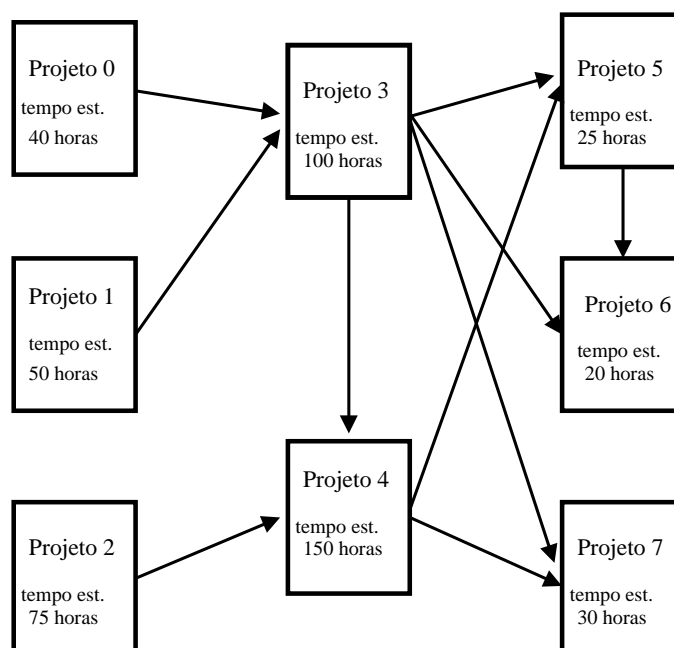 Projeto 0
tempo est.
40 horas
Projeto 1
tempo est.
50 horas
Projeto 2
tempo est.
75 horas
Projeto 3
tempo est.
100 horas
Projeto 4
tempo est.
150 horas
Projeto 5
tempo est.
25 horas
Projeto 6
tempo est.
20 horas
Projeto 7
tempo est.
30 horas